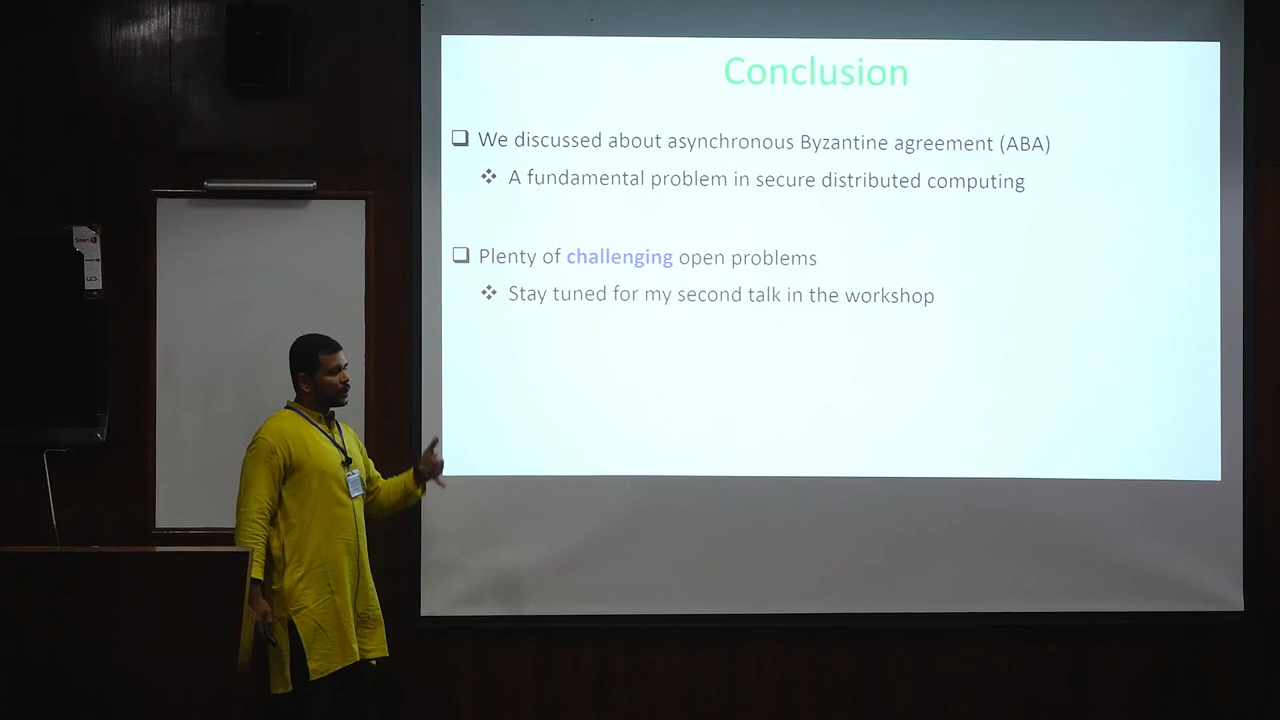 Conclusion
We discussed about asynchronous Byzantine agreement (ABA)
A fundamental problem in secure distributed computing
Plenty of challenging open problems
Stay tuned for my second talk in the workshop
Smart